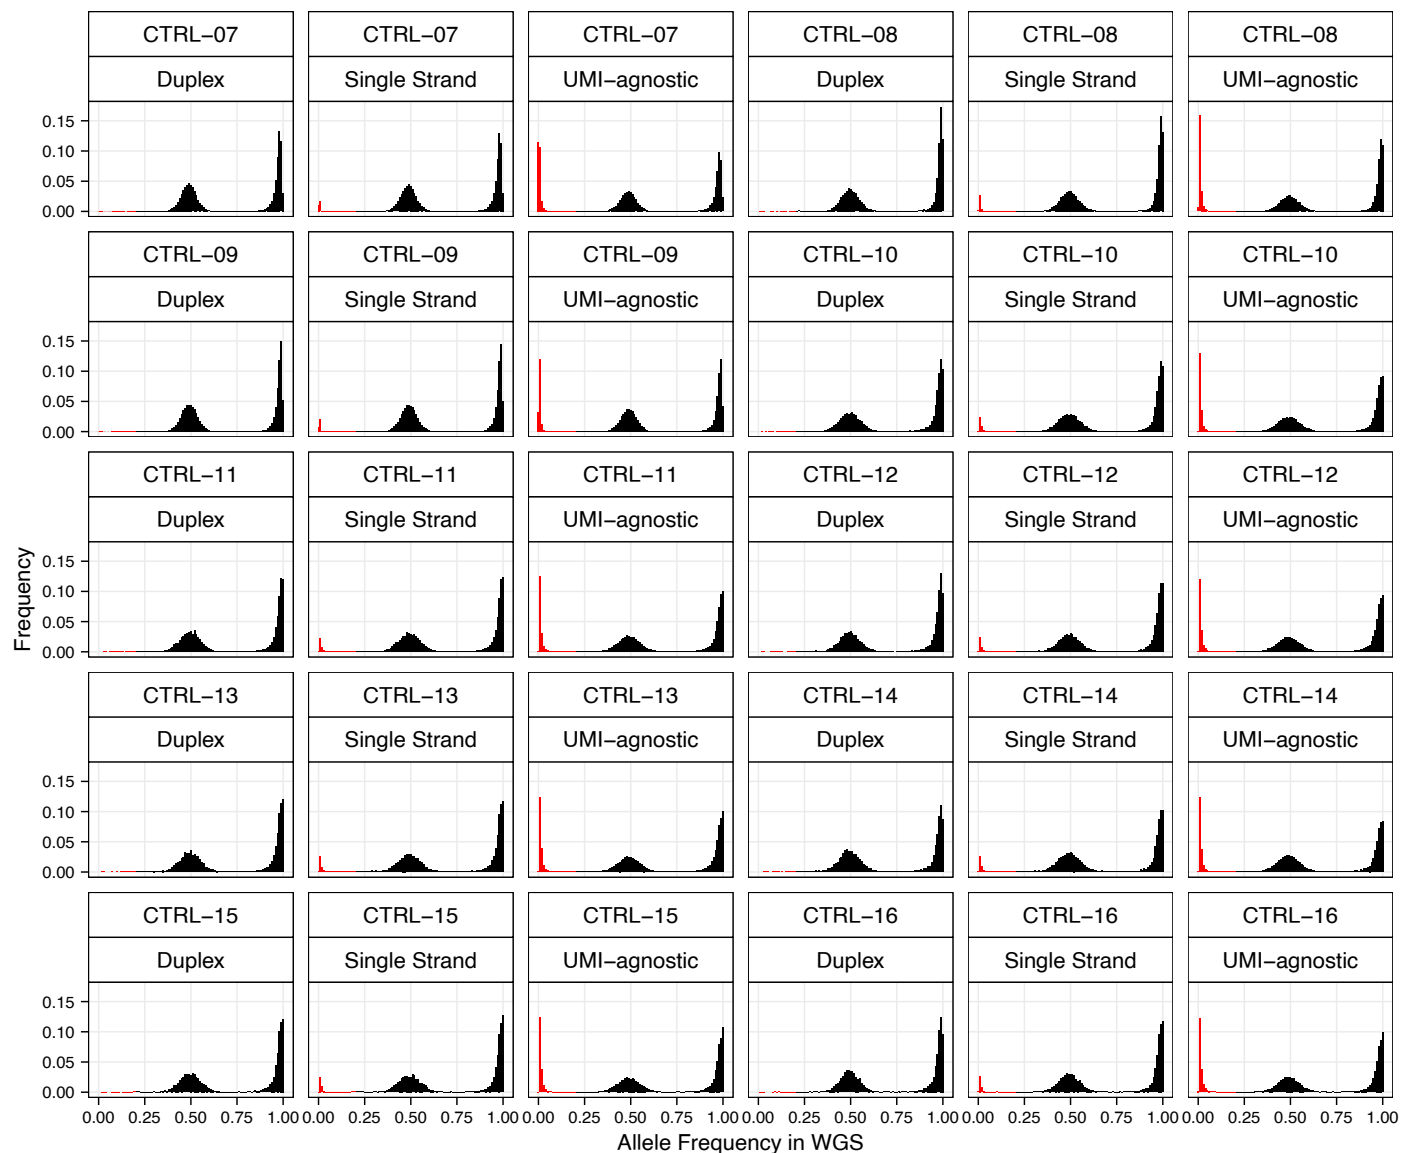 CTRL−07 CTRL−07 CTRL−07 CTRL−08 CTRL−08 CTRL−08
Duplex Single Strand UMI−agnostic Duplex Single Strand UMI−agnostic
0.15
0.10
0.05
0.00
CTRL−09 CTRL−09 CTRL−09 CTRL−10 CTRL−10 CTRL−10
Duplex Single Strand UMI−agnostic Duplex Single Strand UMI−agnostic
0.15
0.10
0.05
0.00
CTRL−11 CTRL−11 CTRL−11 CTRL−12 CTRL−12 CTRL−12
Duplex Single Strand UMI−agnostic Duplex Single Strand UMI−agnostic
0.15
0.10
0.05
0.00
Frequency
CTRL−13 CTRL−13 CTRL−13 CTRL−14 CTRL−14 CTRL−14
Duplex Single Strand UMI−agnostic Duplex Single Strand UMI−agnostic
0.15
0.10
0.05
0.00
CTRL−15 CTRL−15 CTRL−15 CTRL−16 CTRL−16 CTRL−16
Duplex Single Strand UMI−agnostic Duplex Single Strand UMI−agnostic
0.15
0.10
0.05
0.00
0.00 0.25 0.50 0.75 1.00 0.00 0.25 0.50 0.75 1.00 0.00 0.25 0.50 0.75 1.00 0.00 0.25 0.50 0.75 1.00 0.00 0.25 0.50 0.75 1.00 0.00 0.25 0.50 0.75 1.00
Allele Frequency in WGS